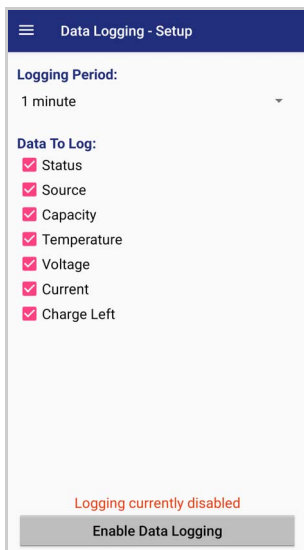 Data Logging - Setup
Logging Period:
1 minute
Data To Log:
Status
Source
Capacity
Temperature
Voltage
Current
Charge Left
Logging currently disabled
Enable Data Logging